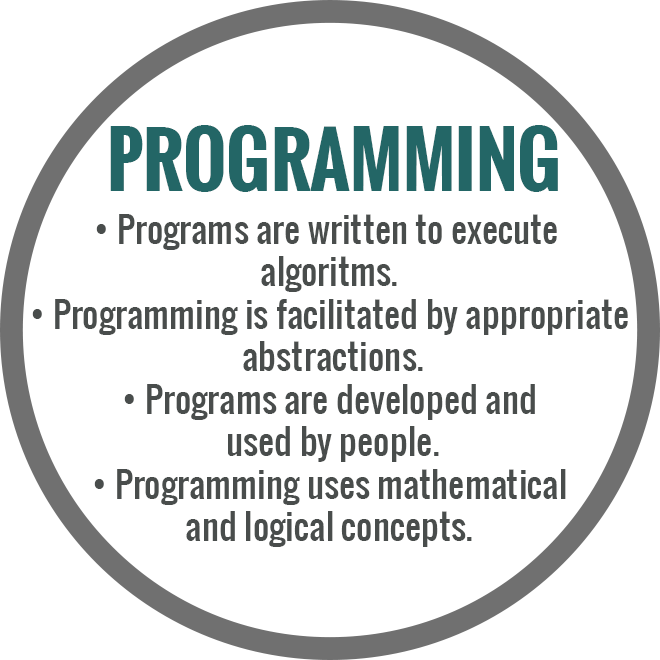 PROGRAMMING
• Programs are written to execute
algoritms.
• Programming is facilitated by appropriate
abstractions.
• Programs are developed and
used by people.
• Programming uses mathematical
and logical concepts.